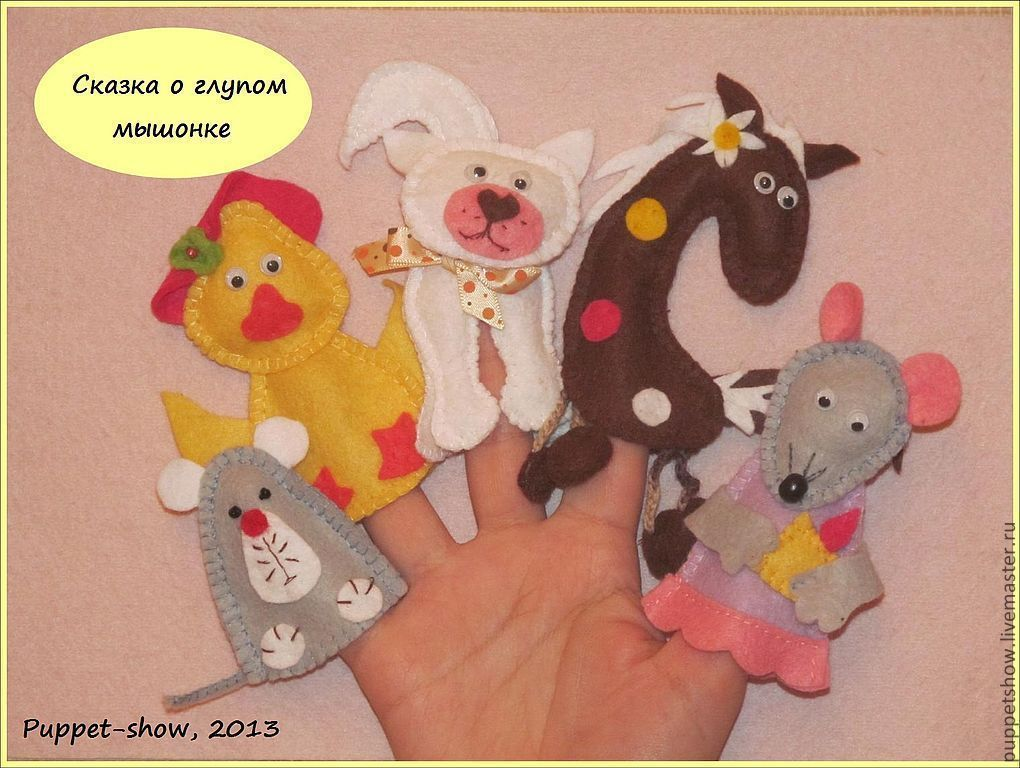 Сказка о глупом
мышонке
Puppet-show, 2013
puppetshow.livemaster.ru